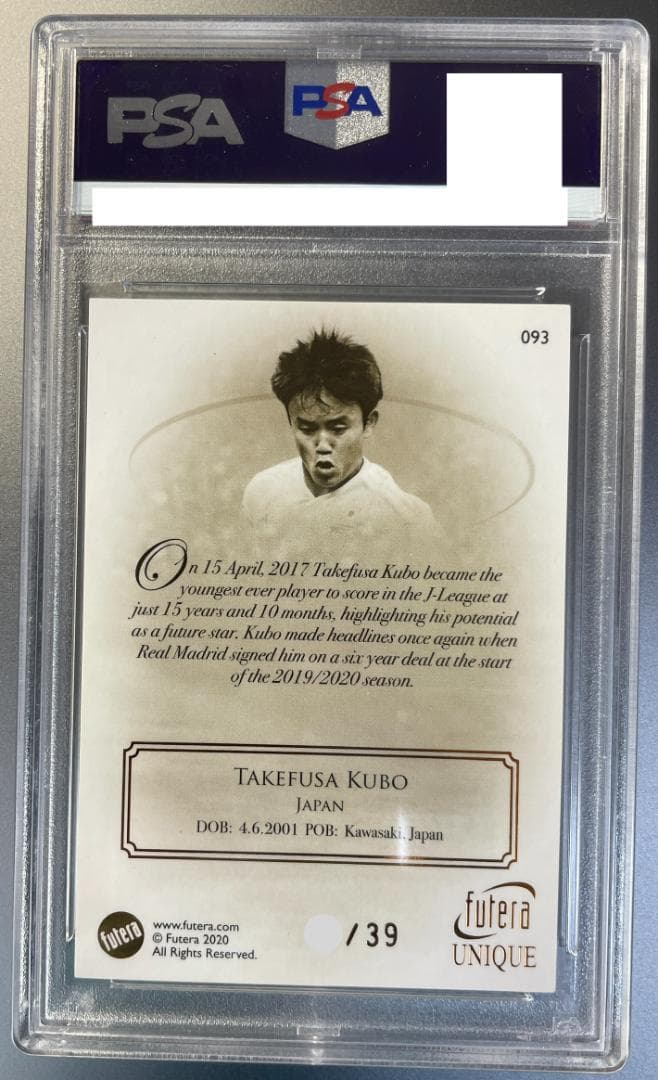 PSA
PSA
093
On 15 April, 2017 Takefusa Kubo became the
youngest ever player to score in the J-League at
just 15 years and 10 months, highlighting his potential
as a future star. Kubo made headlines once again when
Real Madrid signed him on a six year deal at the start
of the 2019/2020 season.
TAKEFUSA KUBO
JAPAN
DOB: 4.6.2001 POB: Kawasaki, Japan
futera
www.futera.com
© Futera 2020
All Rights Reserved.
/39
futera
UNIQUE